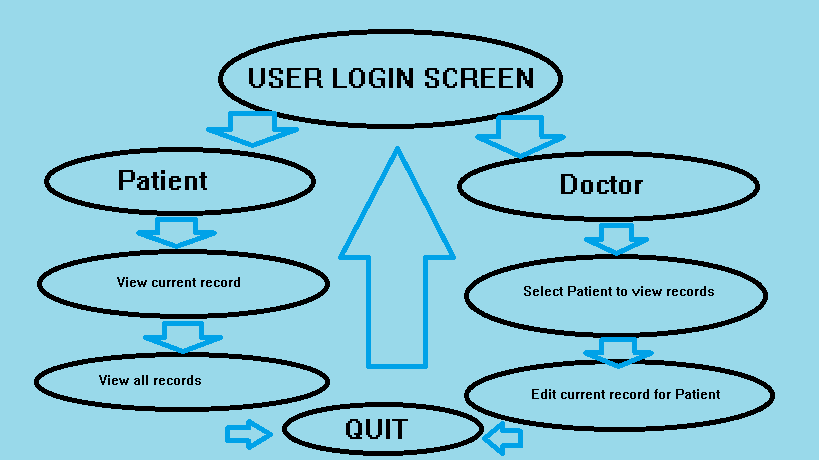 USER LOGIN SCREEN
Patient
Doctor
View current record
Select Patient to view records
View all records
Edit current record for Patient
QUIT